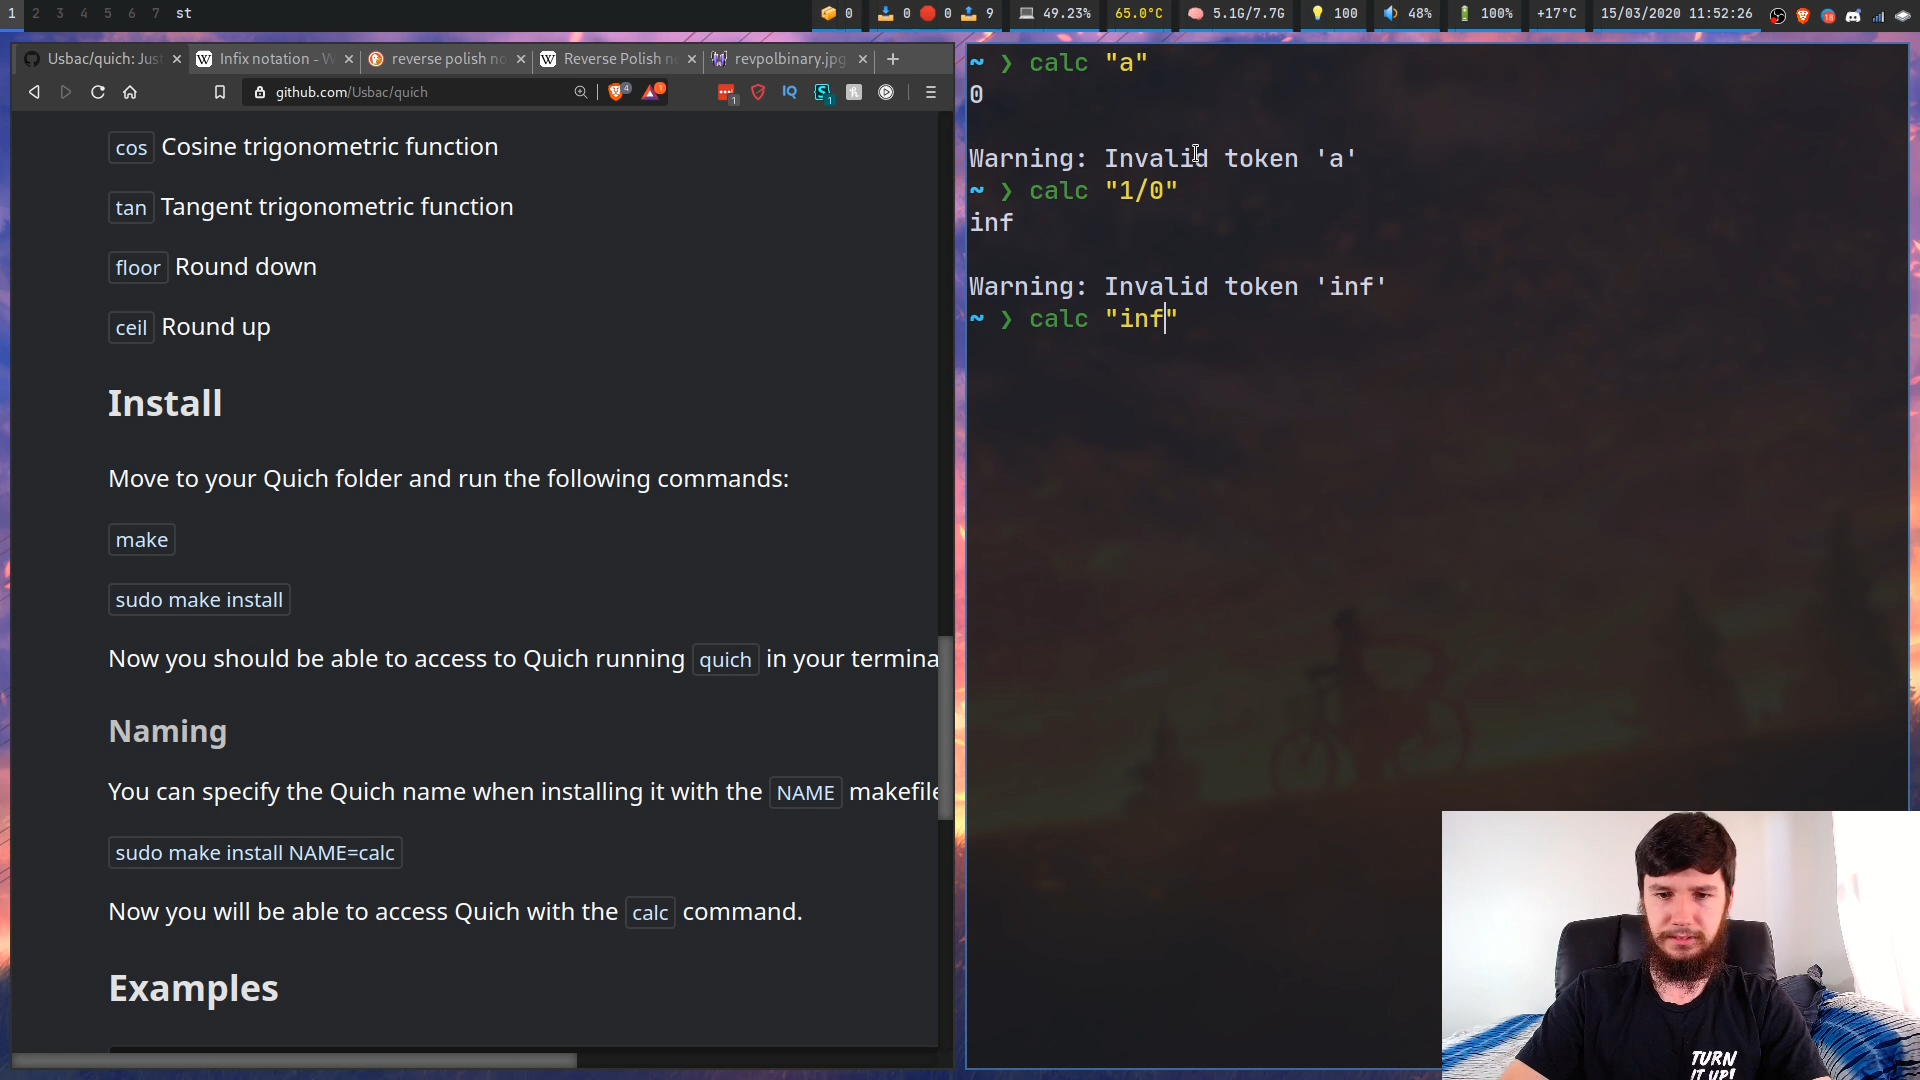 1 2 3 4 5 6 7 st
0 0 0 9 49.23% 65.0°C 5.1G/7.7G 100 48% 100% +17°C 15/03/2020 11:52:26
Usbac/quich: Just
Infix notation - W
reverse polish no
Reverse Polish no
revpolbinary.jpg
github.com/Usbac/quich
cos Cosine trigonometric function
tan Tangent trigonometric function
floor Round down
ceil Round up
Install
Move to your Quich folder and run the following commands:
make
sudo make install
Now you should be able to access to Quich running quich in your termina
Naming
You can specify the Quich name when installing it with the NAME makefile
sudo make install NAME=calc
Now you will be able to access Quich with the calc command.
Examples
~ ❯ calc "a"
0
Warning: Invalid token 'a'
~ ❯ calc "1/0"
inf
Warning: Invalid token 'inf'
~ ❯ calc "inf"
TURN
IT UP!